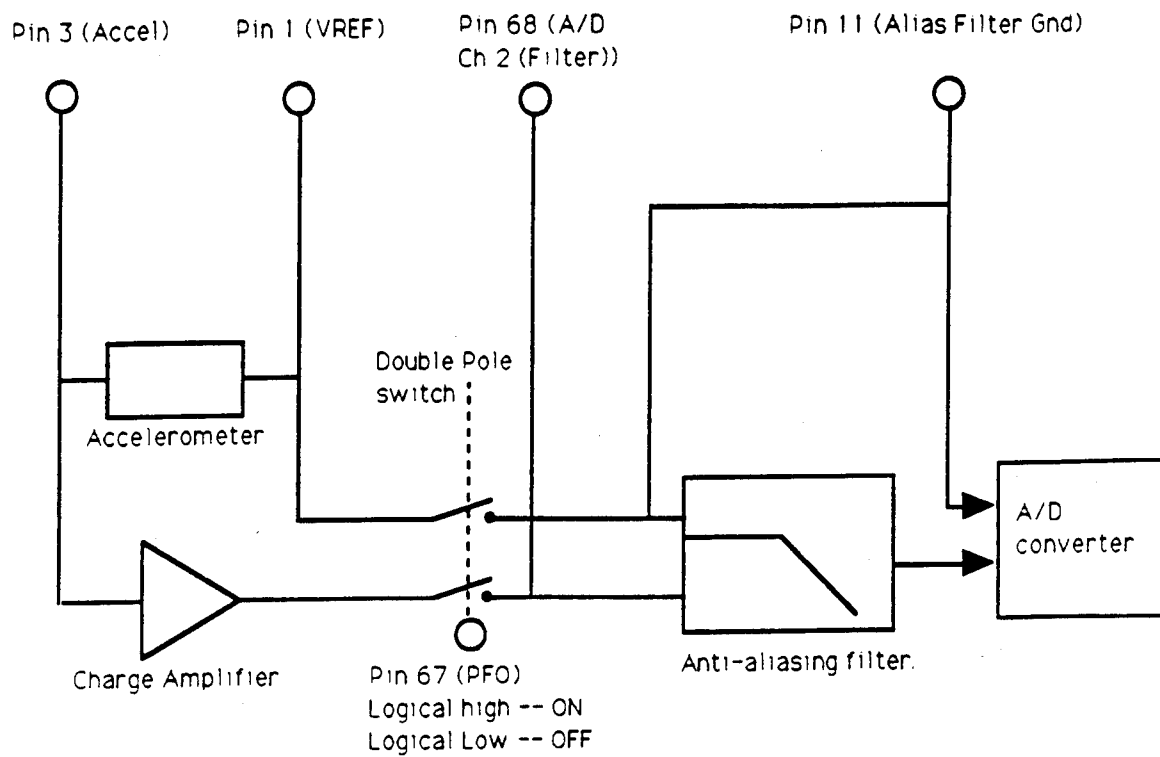 Pin 3 (Accel)
Pin 1 (VREF)
Pin 68 (A/D
Ch 2 (Filter))
Pin 11 (Alias Filter Gnd)
Double Pole
switch
Accelerometer
A/D
converter
Charge Amplifier
Pin 67 (PFO)
Logical high -- ON
Logical Low -- OFF
Anti-aliasing filter.